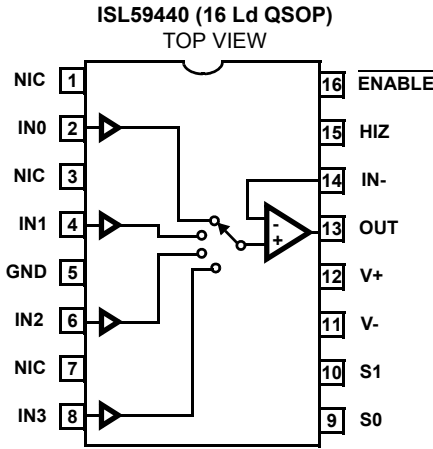 ISL59440 (16 Ld QSOP)
TOP VIEW
NIC 1
IN0 2
NIC 3
IN1 4
GND 5
IN2 6
NIC 7
IN3 8
16 ENABLE
15 HIZ
14 IN-
13 OUT
12 V+
11 V-
10 S1
9 S0
-
+